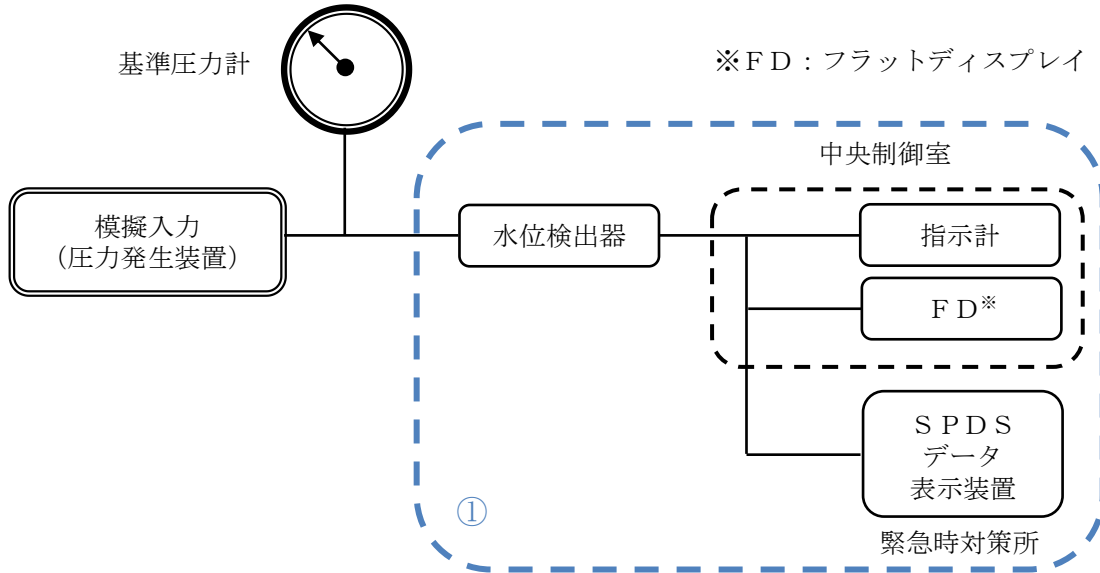 基準圧力計
※ＦＤ：フラットディスプレイ
中央制御室
模擬入力
（圧力発生装置）
水位検出器
指示計
ＦＤ※
ＳＰＤＳ
データ
表示装置
①
緊急時対策所